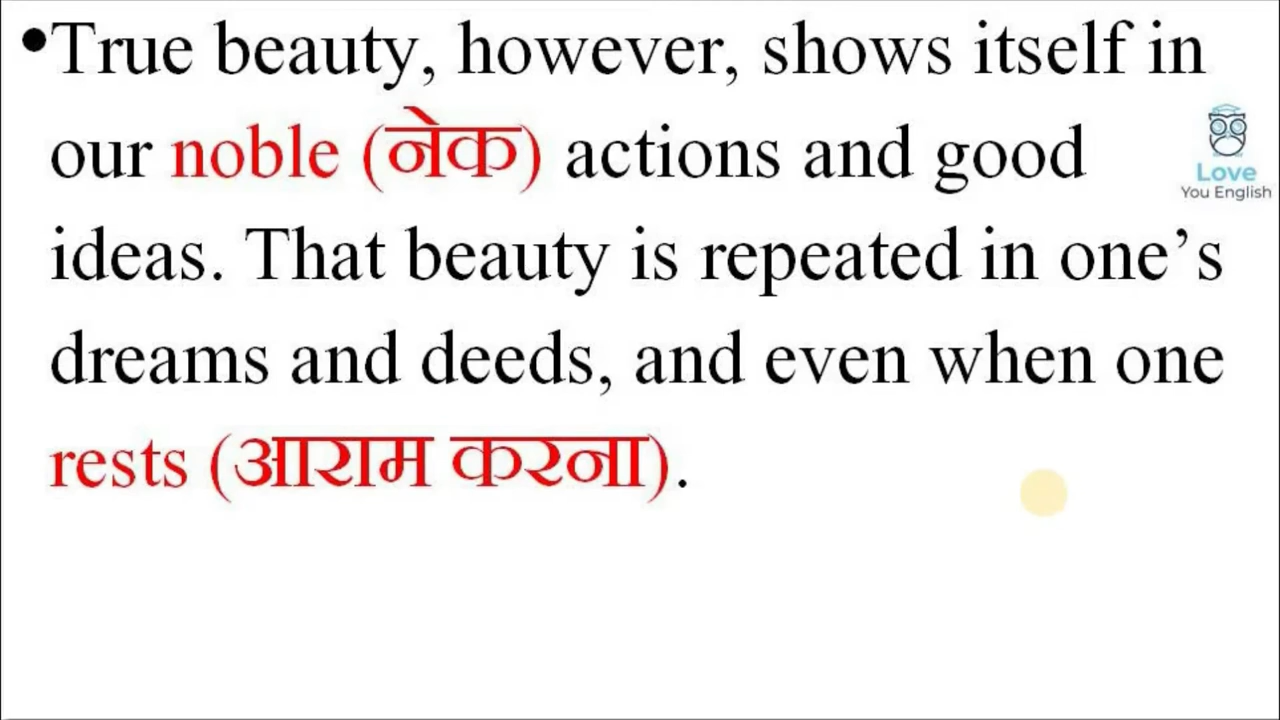 •True beauty, however, shows itself in
our noble (नेक) actions and good
ideas. That beauty is repeated in one’s
dreams and deeds, and even when one
rests (आराम करना).
Love
You English